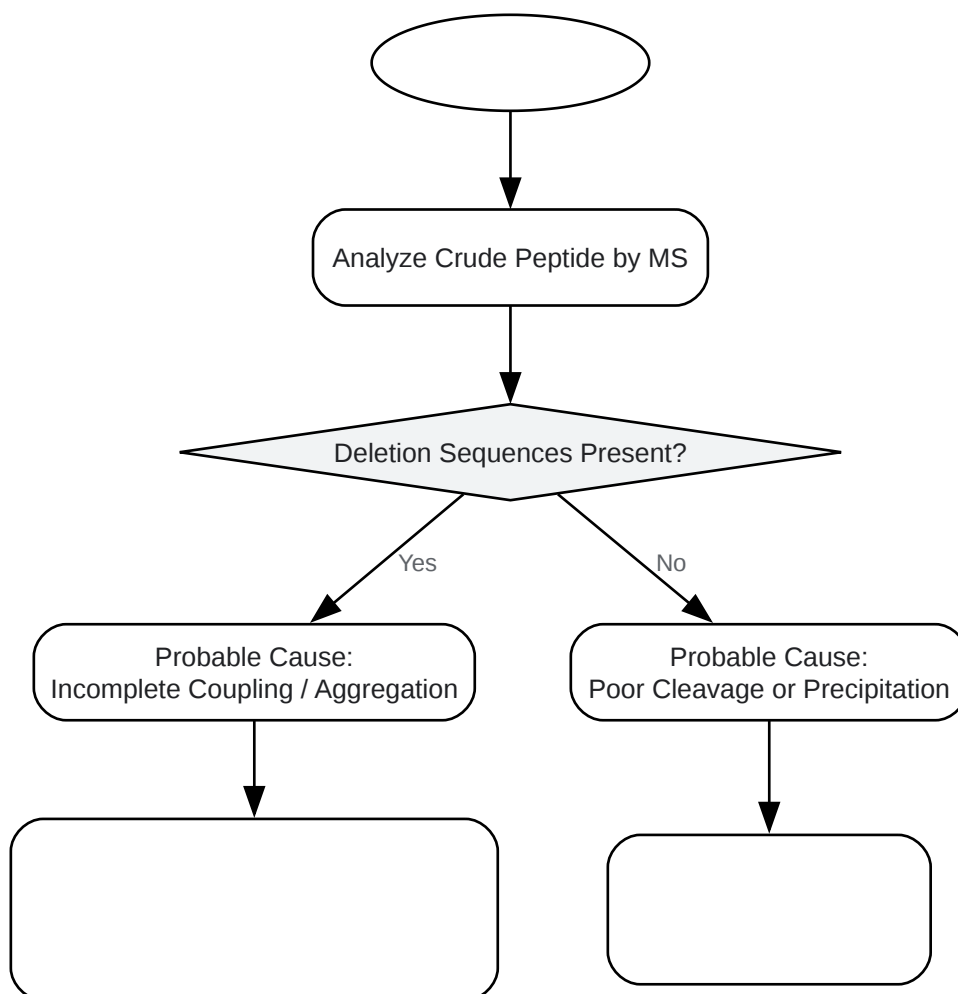 Analyze Crude Peptide by MS
Deletion Sequences Present?
Yes
No
Probable Cause:
Incomplete Coupling / Aggregation
Probable Cause:
Poor Cleavage or Precipitation